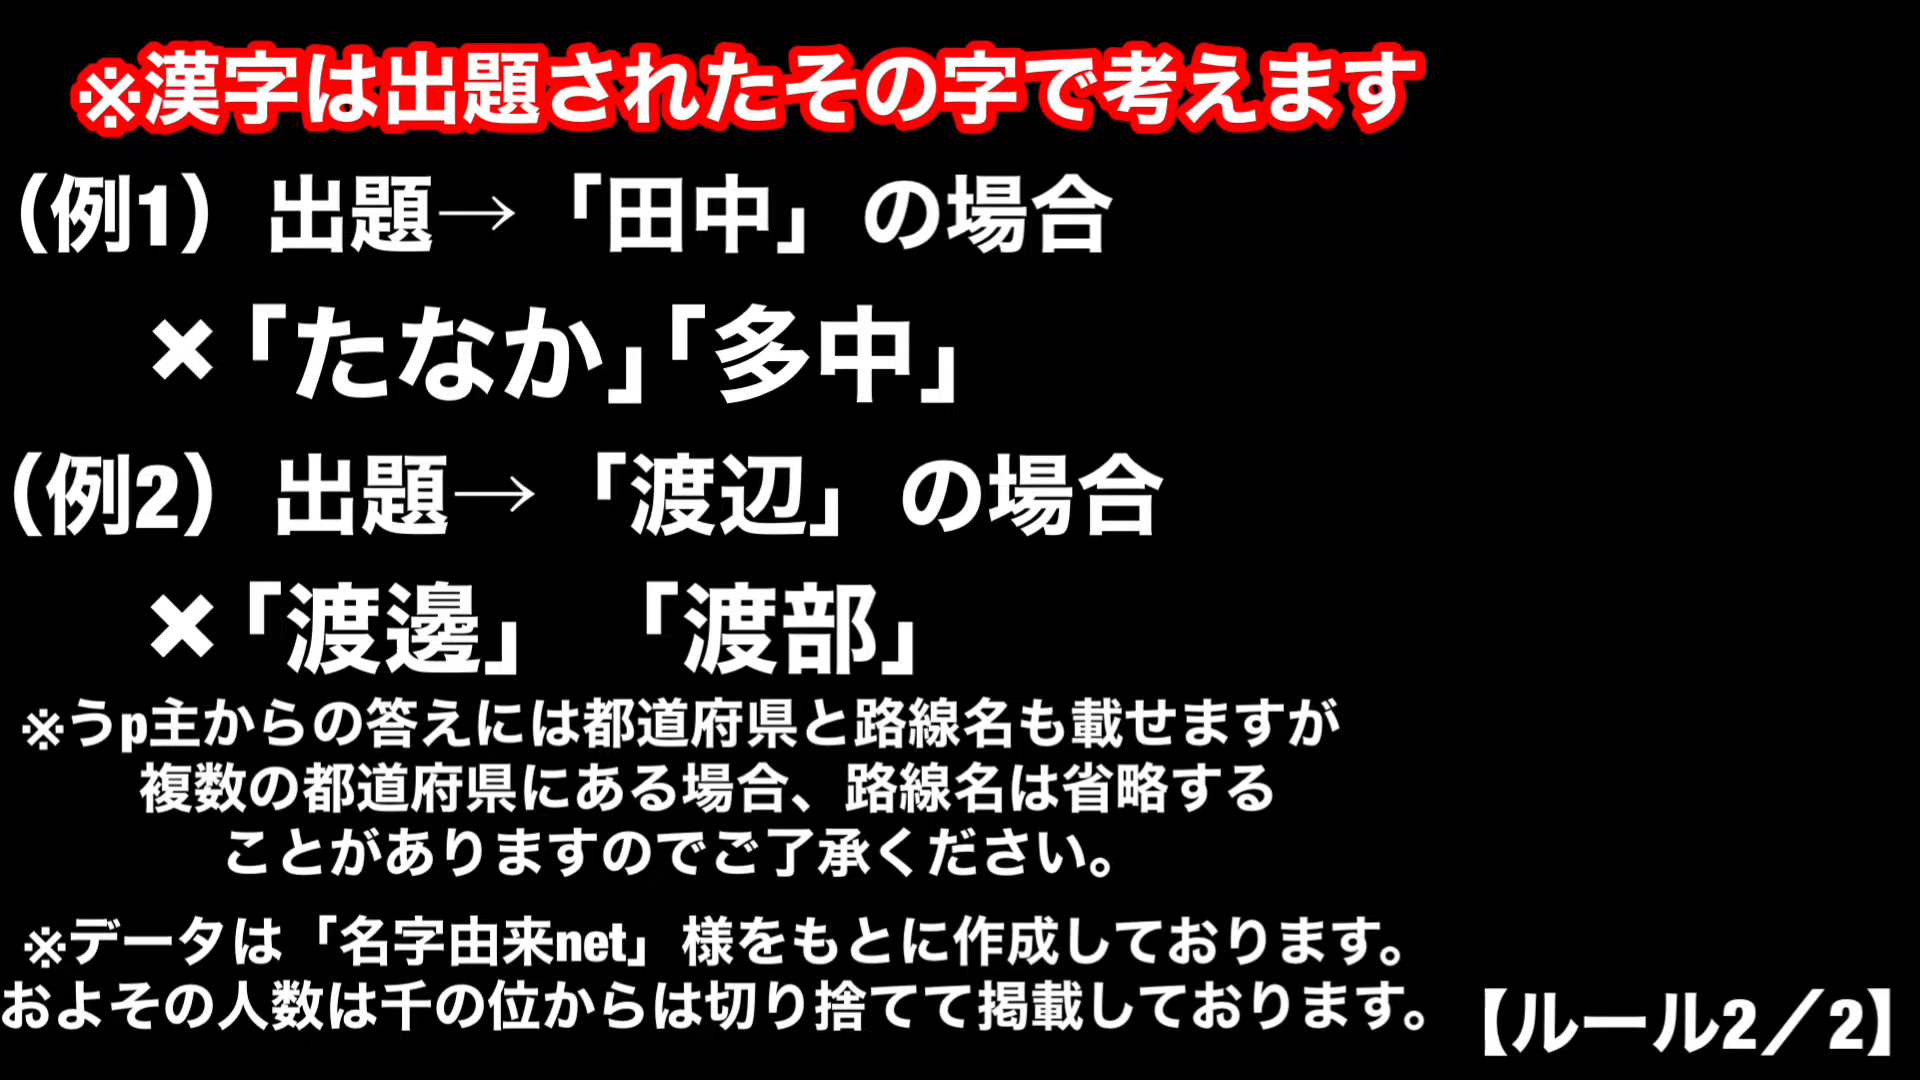 ※漢字は出題されたその字で考えます
（例1）出題→「田中」の場合
✖「たなか」「多中」
（例2）出題→「渡辺」の場合
✖「渡邊」「渡部」
※うp主からの答えには都道府県と路線名も載せますが
複数の都道府県にある場合、路線名は省略する
ことがありますのでご了承ください。
※データは「名字由来net」様をもとに作成しております。
およその人数は千の位からは切り捨てて掲載しております。
【ルール2／2】